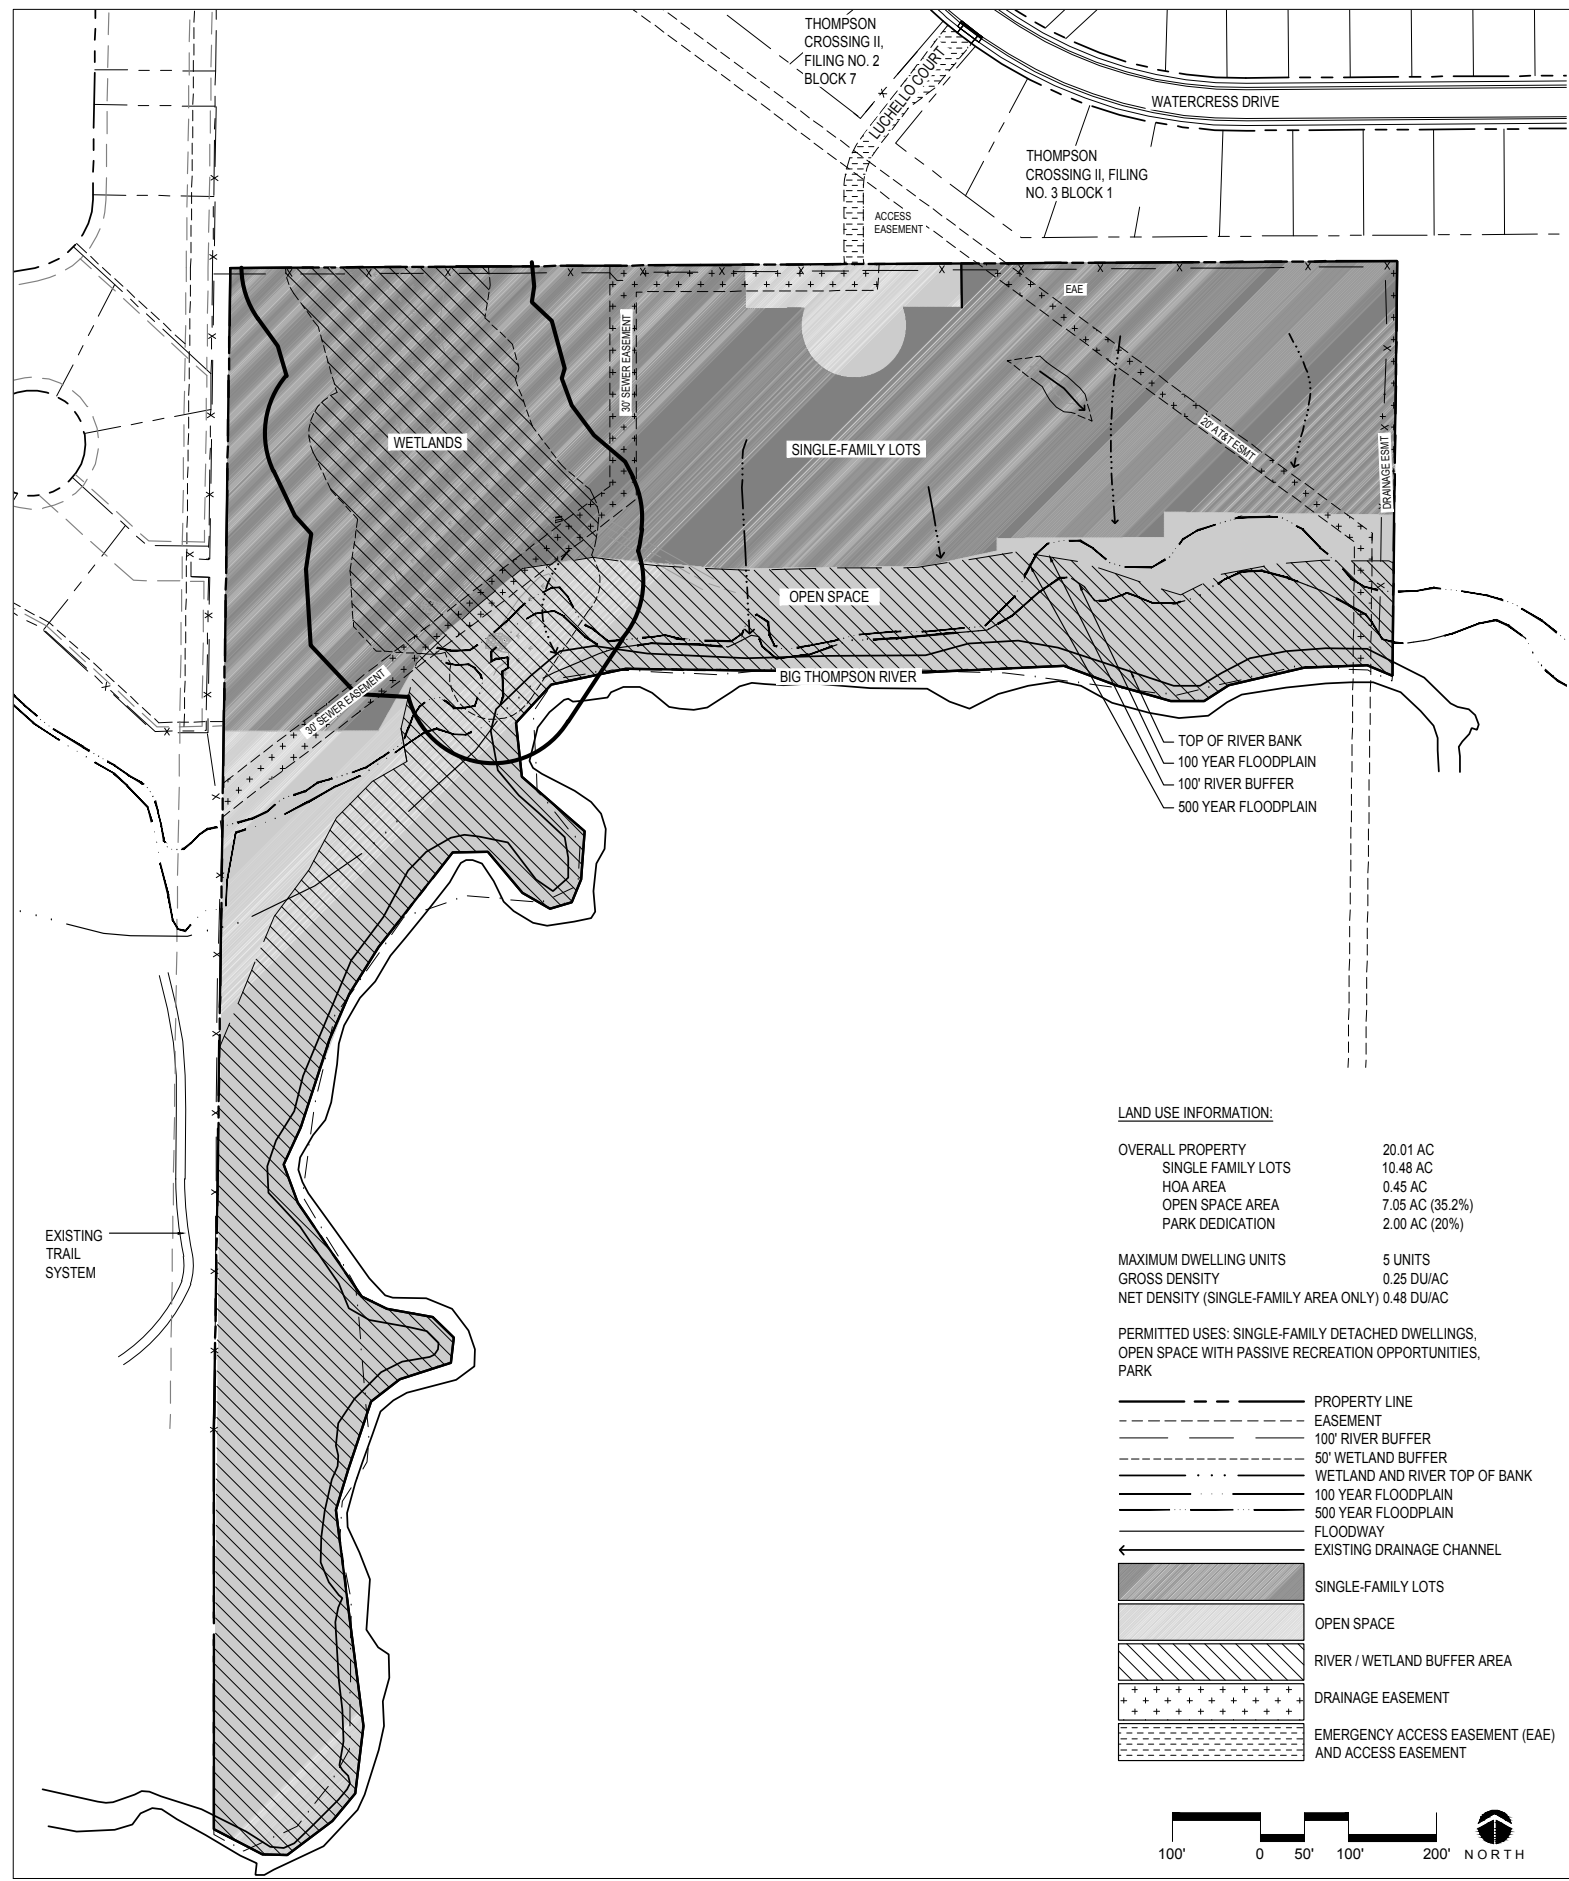 THOMPSON
CROSSING II,
FILING NO. 2
BLOCK 7
LUCHELLO COURT
WATERCRESS DRIVE
THOMPSON
CROSSING II, FILING
NO. 3 BLOCK 1
ACCESS
EASEMENT
EAE
30' SEWER EASEMENT
WETLANDS
SINGLE-FAMILY LOTS
20' AT&T ESMT
DRAINAGE ESMT
OPEN SPACE
30' SEWER EASEMENT
BIG THOMPSON RIVER
TOP OF RIVER BANK
100 YEAR FLOODPLAIN
100' RIVER BUFFER
500 YEAR FLOODPLAIN
EXISTING
TRAIL
SYSTEM
LAND USE INFORMATION:
OVERALL PROPERTY 20.01 AC
SINGLE FAMILY LOTS 10.48 AC
HOA AREA 0.45 AC
OPEN SPACE AREA 7.05 AC (35.2%)
PARK DEDICATION 2.00 AC (20%)
MAXIMUM DWELLING UNITS 5 UNITS
GROSS DENSITY 0.25 DU/AC
NET DENSITY (SINGLE-FAMILY AREA ONLY) 0.48 DU/AC
PERMITTED USES: SINGLE-FAMILY DETACHED DWELLINGS,
OPEN SPACE WITH PASSIVE RECREATION OPPORTUNITIES,
PARK
PROPERTY LINE
EASEMENT
100' RIVER BUFFER
50' WETLAND BUFFER
WETLAND AND RIVER TOP OF BANK
100 YEAR FLOODPLAIN
500 YEAR FLOODPLAIN
FLOODWAY
EXISTING DRAINAGE CHANNEL
SINGLE-FAMILY LOTS
OPEN SPACE
RIVER / WETLAND BUFFER AREA
DRAINAGE EASEMENT
EMERGENCY ACCESS EASEMENT (EAE)
AND ACCESS EASEMENT
100' 0 50' 100' 200'
NORTH